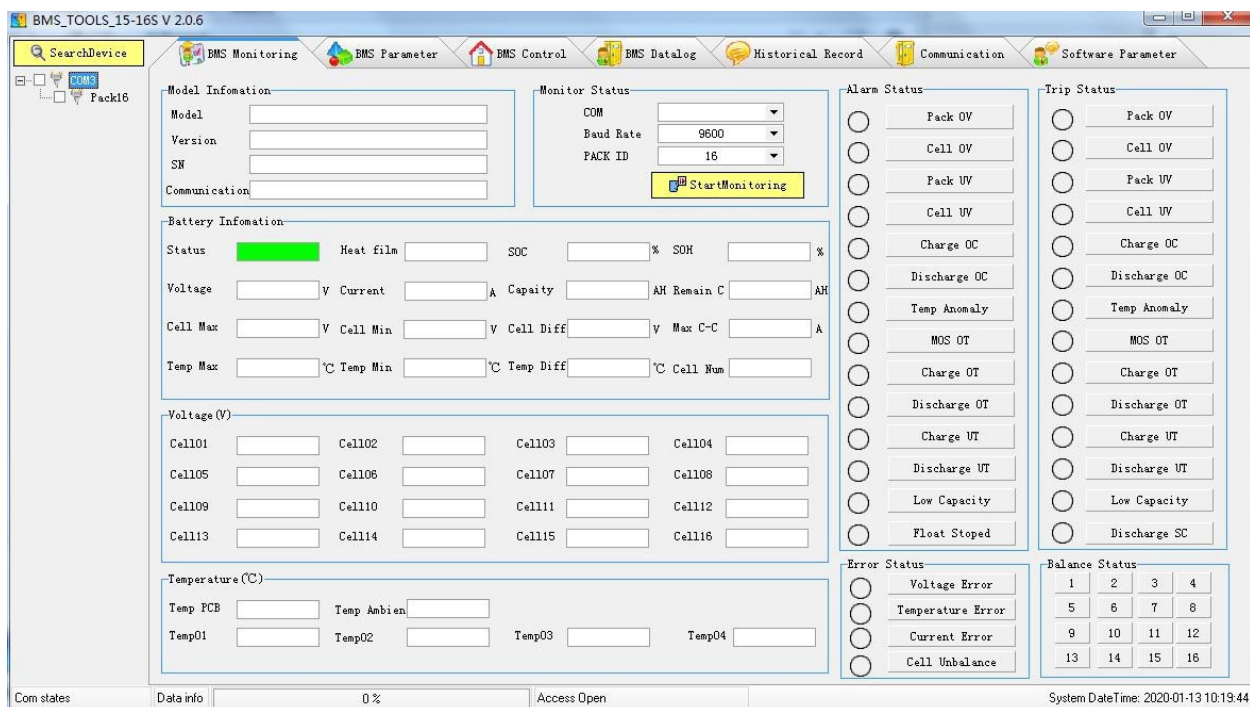 BMS_TOOLS_15-16S V 2.0.6
SearchDevice
BMS Monitoring
BMS Parameter
BMS Control
BMS Datalog
Historical Record
Communication
Software Parameter
COM3
Pack16
Model Infomation
Model
Version
SN
Communication
Monitor Status
COM
Baud Rate 9600
PACK ID 16
StartMonitoring
Battery Infomation
Status Heat film SOC % SOH %
Voltage V Current A Capaity AH Remain C AH
Cell Max V Cell Min V Cell Diff V Max C-C A
Temp Max ℃ Temp Min ℃ Temp Diff ℃ Cell Num
Voltage(V)
Cell01 Cell02 Cell03 Cell04
Cell05 Cell06 Cell07 Cell08
Cell09 Cell10 Cell11 Cell12
Cell13 Cell14 Cell15 Cell16
Temperature(℃)
Temp PCB Temp Ambien
Temp01 Temp02 Temp03 Temp04
Alarm Status
Pack OV
Cell OV
Pack UV
Cell UV
Charge OC
Discharge OC
Temp Anomaly
MOS OT
Charge OT
Discharge OT
Charge UT
Discharge UT
Low Capacity
Float Stoped
Trip Status
Pack OV
Cell OV
Pack UV
Cell UV
Charge OC
Discharge OC
Temp Anomaly
MOS OT
Charge OT
Discharge OT
Charge UT
Discharge UT
Low Capacity
Discharge SC
Error Status
Voltage Error
Temperature Error
Current Error
Cell Unbalance
Balance Status
1 2 3 4
5 6 7 8
9 10 11 12
13 14 15 16
Com states
Data info
0 %
Access Open
System DateTime: 2020-01-13 10:19:44